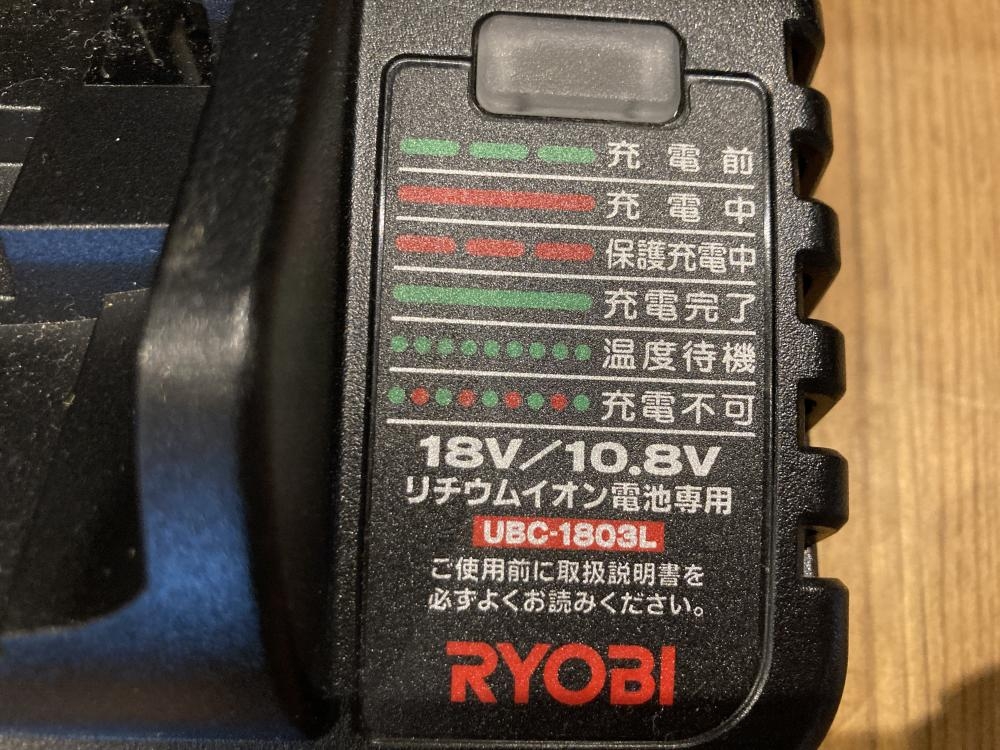 充電前
充電中
保護充電中
充電完了
温度待機
充電不可
18V/10.8V
リチウムイオン電池専用
UBC-1803L
ご使用前に取扱説明書を
必ずよくお読みください。
RYOBI